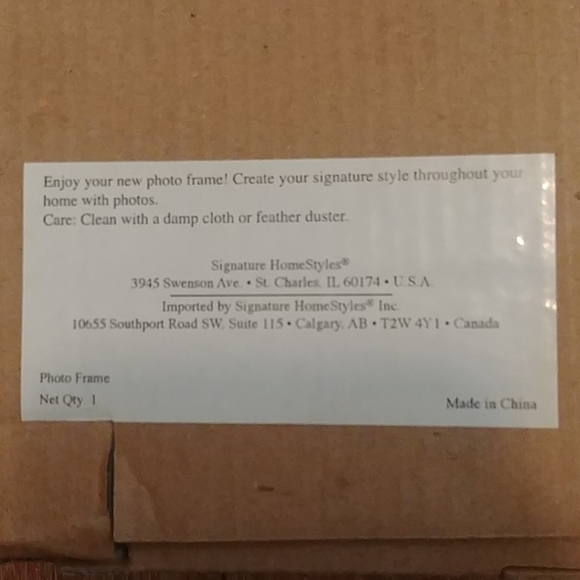 Enjoy your new photo frame! Create your signature style throughout your
home with photos.
Care: Clean with a damp cloth or feather duster.
Signature HomeStyles®
3945 Swenson Ave. • St. Charles, IL 60174 • U.S.A.
Imported by Signature HomeStyles® Inc.
10655 Southport Road SW, Suite 115 • Calgary, AB • T2W 4Y1 • Canada
Photo Frame
Net Qty 1
Made in China